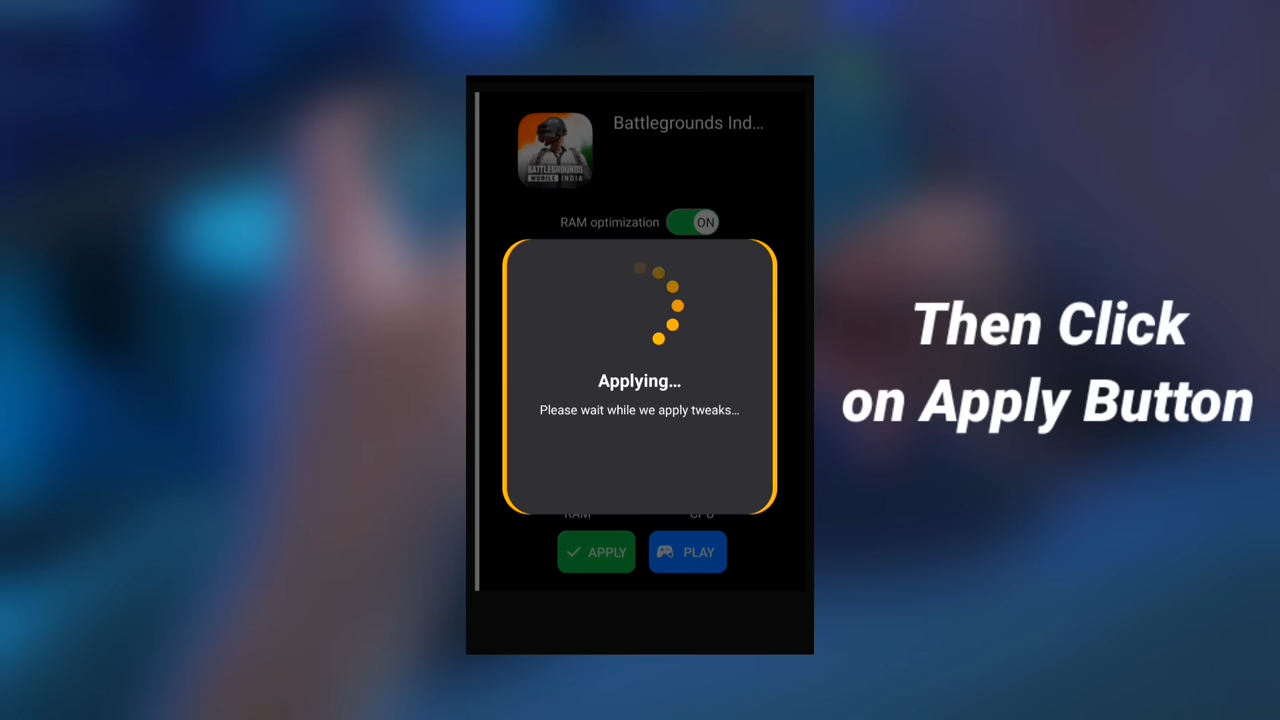 Battlegrounds Ind...
BATTLEGROUNDS
MOBILE INDIA
RAM optimization ON
Applying...
Please wait while we apply tweaks...
RAM CPU
APPLY PLAY
Then Click
on Apply Button